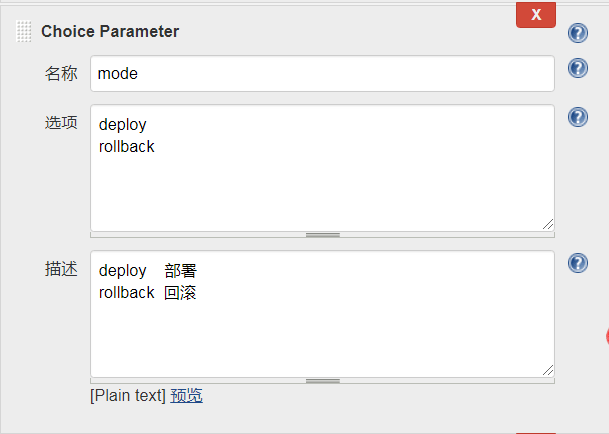 X
Choice Parameter
?
名称 mode ?
选项 deploy ?
rollback
描述 deploy 部署 ?
rollback 回滚
[Plain text] 预览